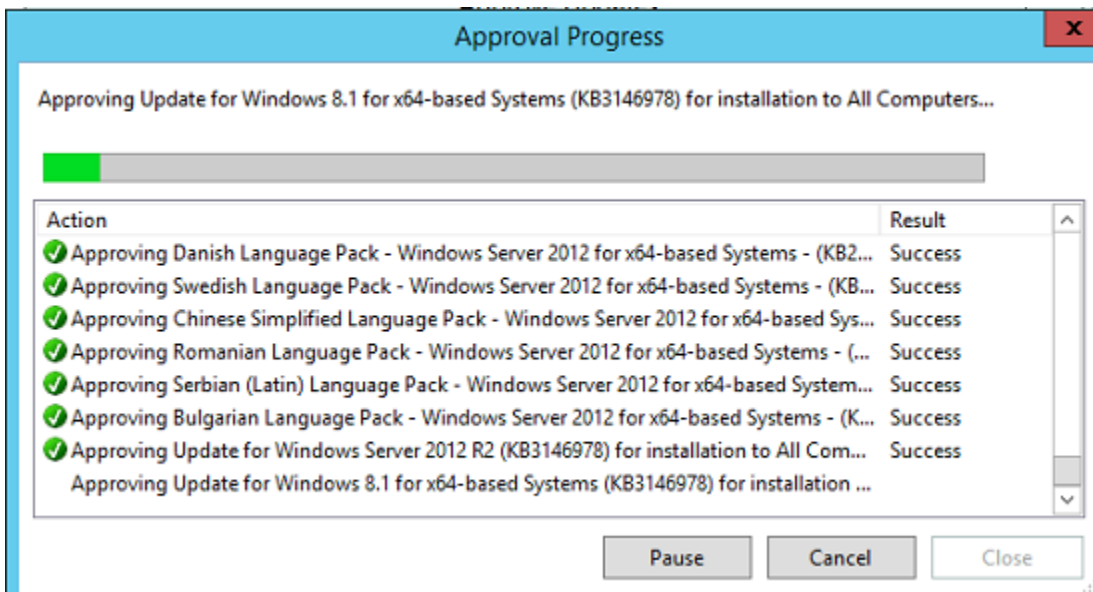 Approval Progress
x
Approving Update for Windows 8.1 for x64-based Systems (KB3146978) for installation to All Computers...
Action Result
Approving Danish Language Pack - Windows Server 2012 for x64-based Systems - (KB2... Success
Approving Swedish Language Pack - Windows Server 2012 for x64-based Systems - (KB... Success
Approving Chinese Simplified Language Pack - Windows Server 2012 for x64-based Sys... Success
Approving Romanian Language Pack - Windows Server 2012 for x64-based Systems - (... Success
Approving Serbian (Latin) Language Pack - Windows Server 2012 for x64-based System... Success
Approving Bulgarian Language Pack - Windows Server 2012 for x64-based Systems - (K... Success
Approving Update for Windows Server 2012 R2 (KB3146978) for installation to All Com... Success
Approving Update for Windows 8.1 for x64-based Systems (KB3146978) for installation ...
Pause Cancel Close